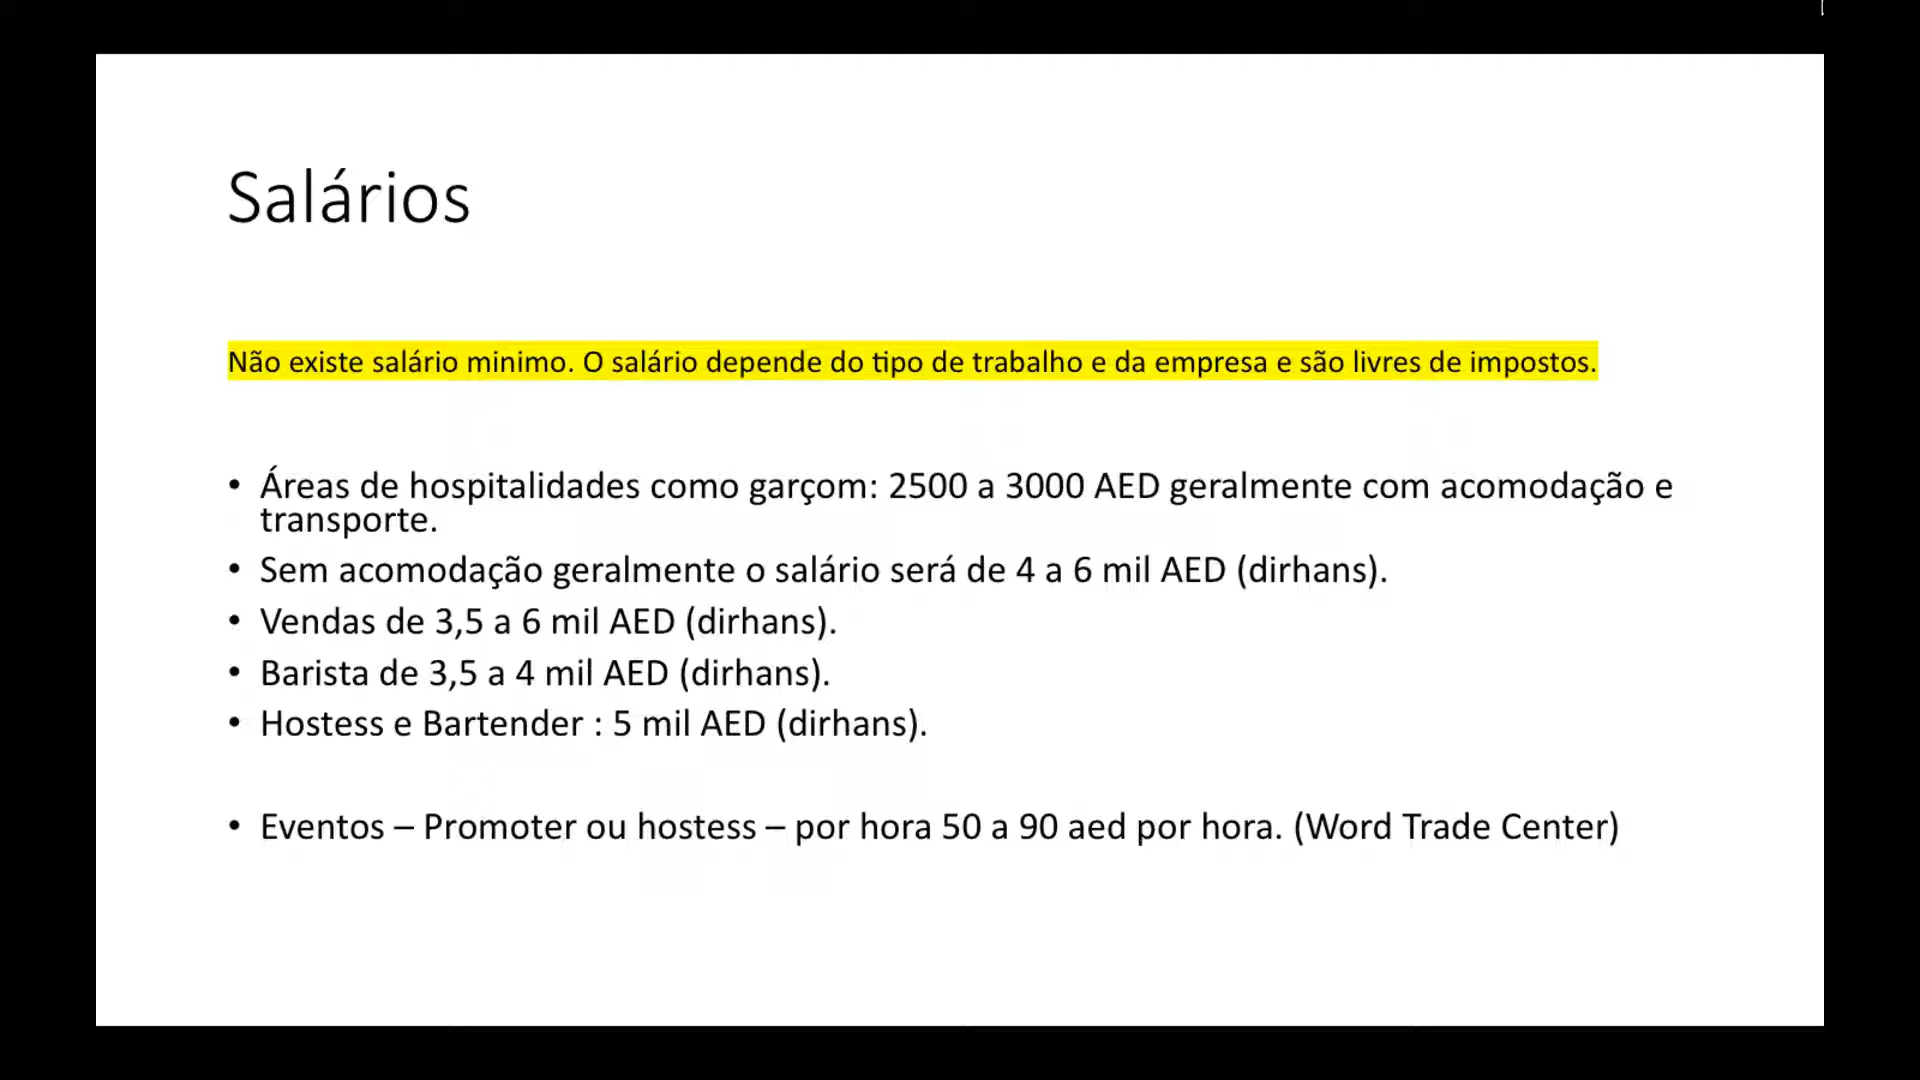 Salários
Não existe salário minimo. O salário depende do tipo de trabalho e da empresa e são livres de impostos.
• Áreas de hospitalidades como garçom: 2500 a 3000 AED geralmente com acomodação e
transporte.
• Sem acomodação geralmente o salário será de 4 a 6 mil AED (dirhans).
• Vendas de 3,5 a 6 mil AED (dirhans).
• Barista de 3,5 a 4 mil AED (dirhans).
• Hostess e Bartender : 5 mil AED (dirhans).
• Eventos – Promoter ou hostess – por hora 50 a 90 aed por hora. (Word Trade Center)